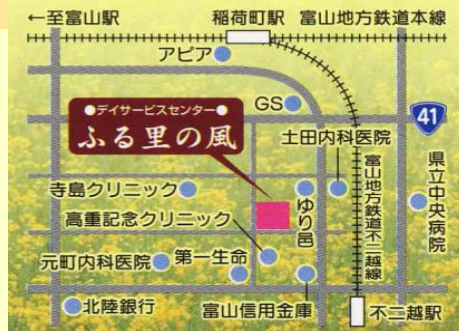 ←至富山駅
稲荷町駅
富山地方鉄道本線
アピア
GS
41
●デイサービスセンター●
ふる里の風
土田内科医院
富山地方鉄道不二越線
県立中央病院
寺島クリニック
ゆり邑
高重記念クリニック
元町内科医院
第一生命
北陸銀行
富山信用金庫
不二越駅